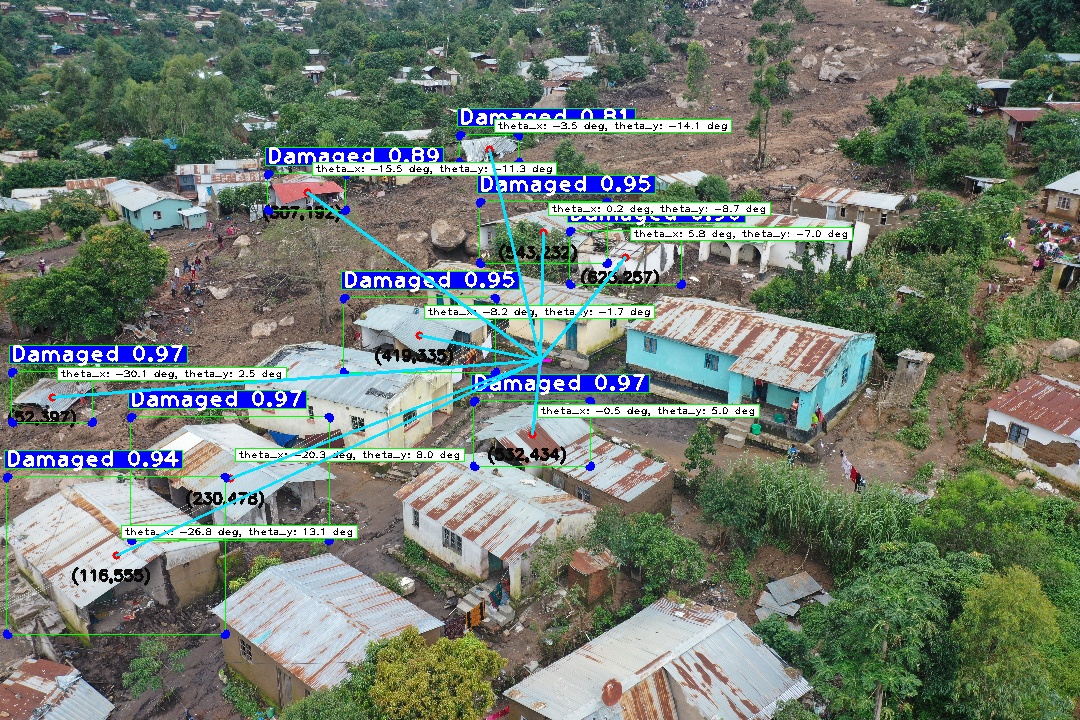 Damaged 0.81
theta_x: -3.5 deg, theta_y: -14.1 deg
Damaged 0.89
theta_x: -15.5 deg, theta_y: -11.3 deg
(307,192)
Damaged 0.95
theta_x: 0.2 deg, theta_y: -8.7 deg
(543,232)
Damaged
theta_x: 5.8 deg, theta_y: -7.0 deg
(625,257)
Damaged 0.95
theta_x: -8.2 deg, theta_y: -1.7 deg
(419,335)
Damaged 0.97
theta_x: -30.1 deg, theta_y: 2.5 deg
(52,397)
Damaged 0.97
theta_x: -0.5 deg, theta_y: 5.0 deg
(532,434)
Damaged 0.97
theta_x: -20.3 deg, theta_y: 8.0 deg
(230,478)
Damaged 0.94
theta_x: -26.8 deg, theta_y: 13.1 deg
(116,555)